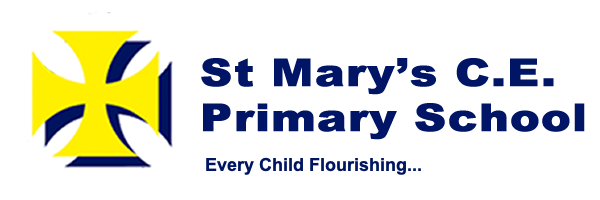 St Mary’s C.E.
Primary School
Every Child Flourishing...